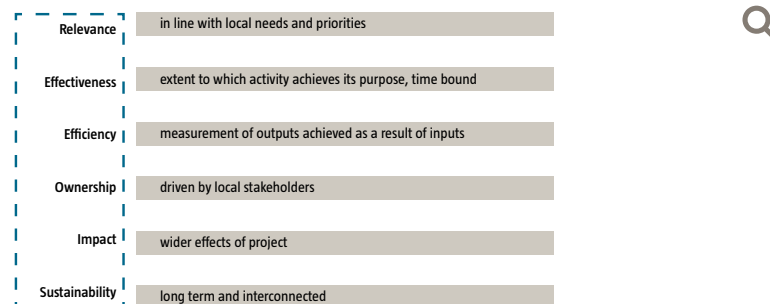 Relevance in line with local needs and priorities
Effectiveness extent to which activity achieves its purpose, time bound
Efficiency measurement of outputs achieved as a result of inputs
Ownership driven by local stakeholders
Impact wider effects of project
Sustainability long term and interconnected